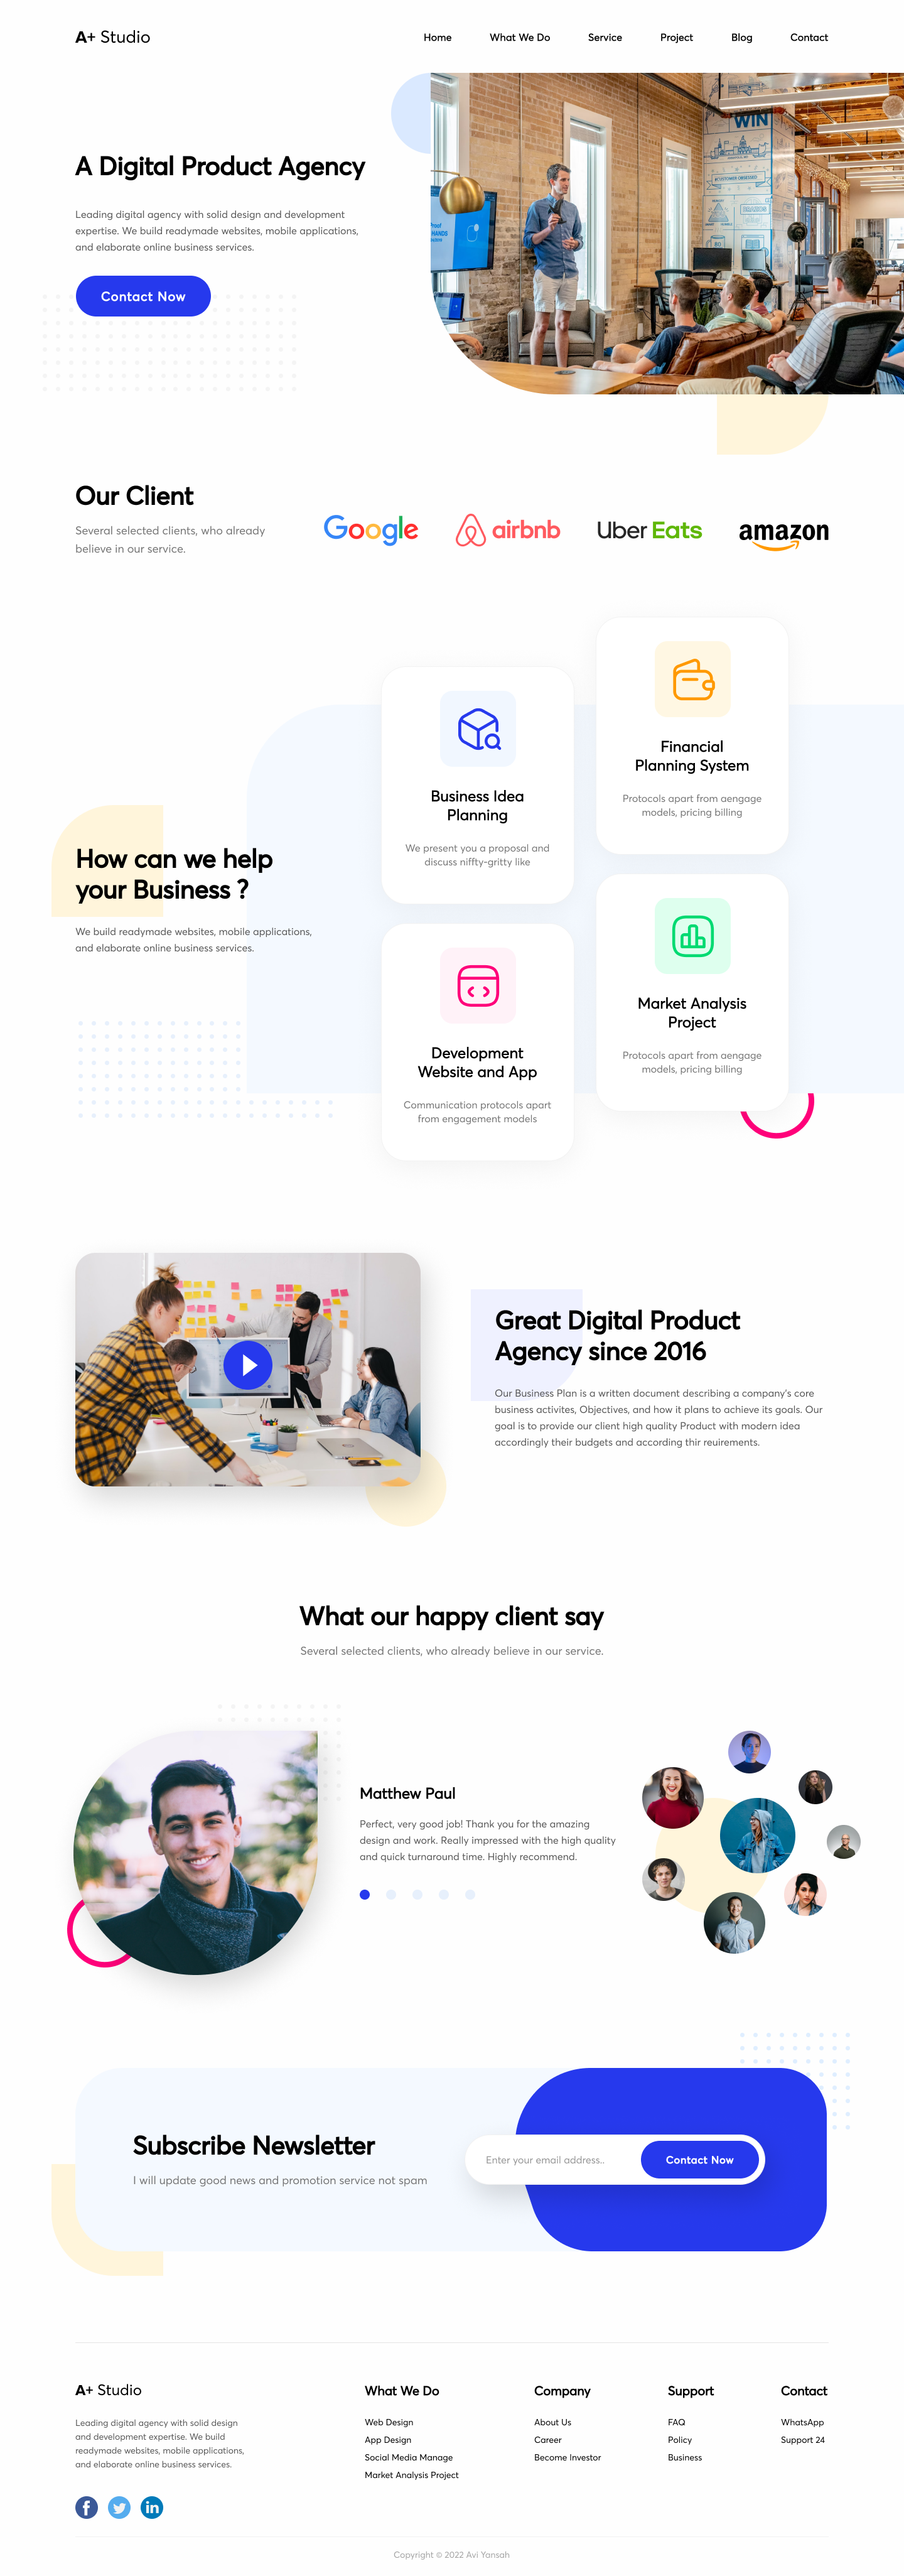 A+ Studio
Home What We Do Service Project Blog Contact
WIN
A Digital Product Agency
Leading digital agency with solid design and development
expertise. We build readymade websites, mobile applications,
and elaborate online business services.
Contact Now
Our Client
Several selected clients, who already
believe in our service.
Google airbnb Uber Eats amazon
How can we help
your Business ?
We build readymade websites, mobile applications,
and elaborate online business services.
Business Idea
Planning
We present you a proposal and
discuss niffty-gritty like
Financial
Planning System
Protocols apart from aengage
models, pricing billing
Development
Website and App
Communication protocols apart
from engagement models
Market Analysis
Project
Protocols apart from aengage
models, pricing billing
Great Digital Product
Agency since 2016
Our Business Plan is a written document describing a company's core
business activites, Objectives, and how it plans to achieve its goals. Our
goal is to provide our client high quality Product with modern idea
accordingly their budgets and according thir reuirements.
What our happy client say
Several selected clients, who already believe in our service.
Matthew Paul
Perfect, very good job! Thank you for the amazing
design and work. Really impressed with the high quality
and quick turnaround time. Highly recommend.
Subscribe Newsletter
I will update good news and promotion service not spam
Enter your email address..
Contact Now
A+ Studio
Leading digital agency with solid design
and development expertise. We build
readymade websites, mobile applications,
and elaborate online business services.
What We Do
Web Design
App Design
Social Media Manage
Market Analysis Project
Company
About Us
Career
Become Investor
Support
FAQ
Policy
Business
Contact
WhatsApp
Support 24
Copyright © 2022 Avi Yansah